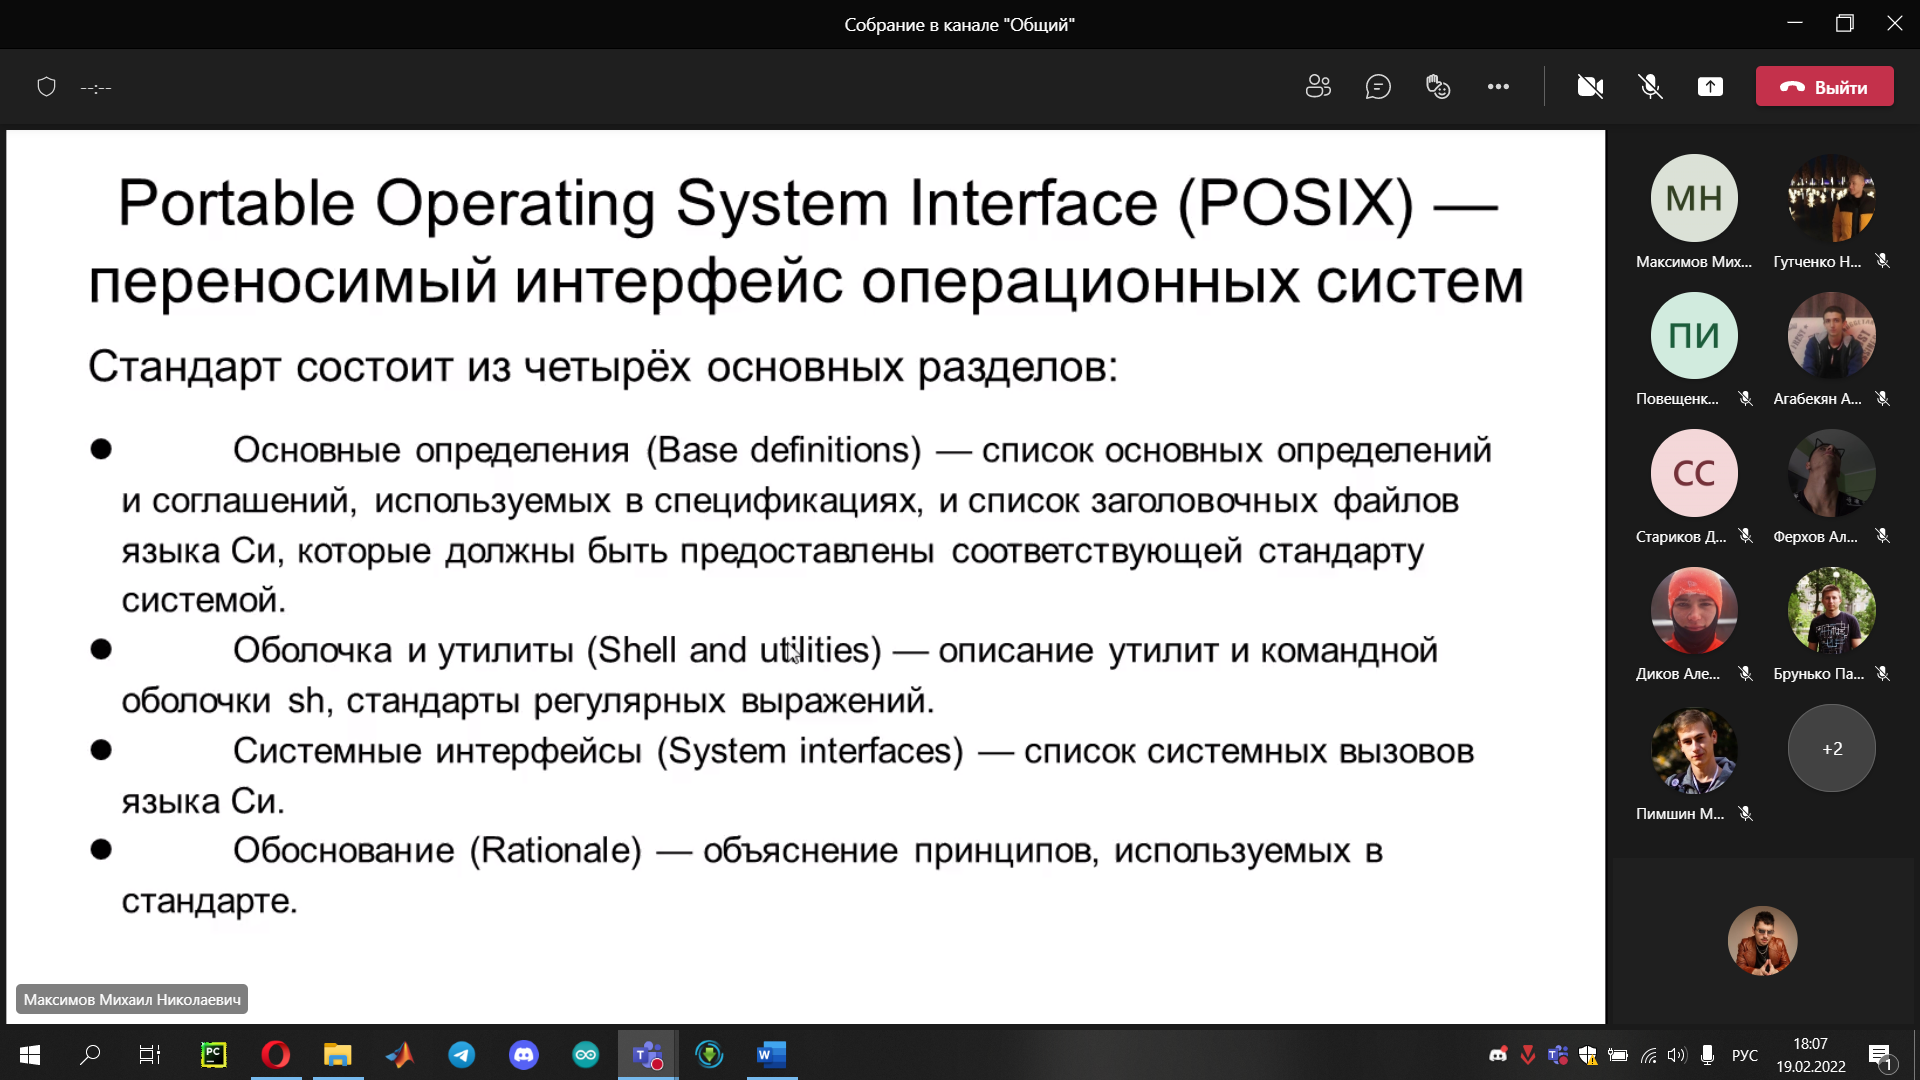 Собрание в канале "Общий"
--:--
Выйти
Portable Operating System Interface (POSIX) —
переносимый интерфейс операционных систем
Стандарт состоит из четырёх основных разделов:
● Основные определения (Base definitions) — список основных определений
и соглашений, используемых в спецификациях, и список заголовочных файлов
языка Си, которые должны быть предоставлены соответствующей стандарту
системой.
● Оболочка и утилиты (Shell and utilities) — описание утилит и командной
оболочки sh, стандарты регулярных выражений.
● Системные интерфейсы (System interfaces) — список системных вызовов
языка Си.
● Обоснование (Rationale) — объяснение принципов, используемых в
стандарте.
Максимов Михаил Николаевич
МН
Максимов Мих...
Гутченко Н...
ПИ
Повещенк...
Агабекян А...
СС
Стариков Д...
Ферхов Ал...
Диков Але...
Брунько Па...
Пимшин М...
+2
PC
W
РУС
18:07
19.02.2022
1